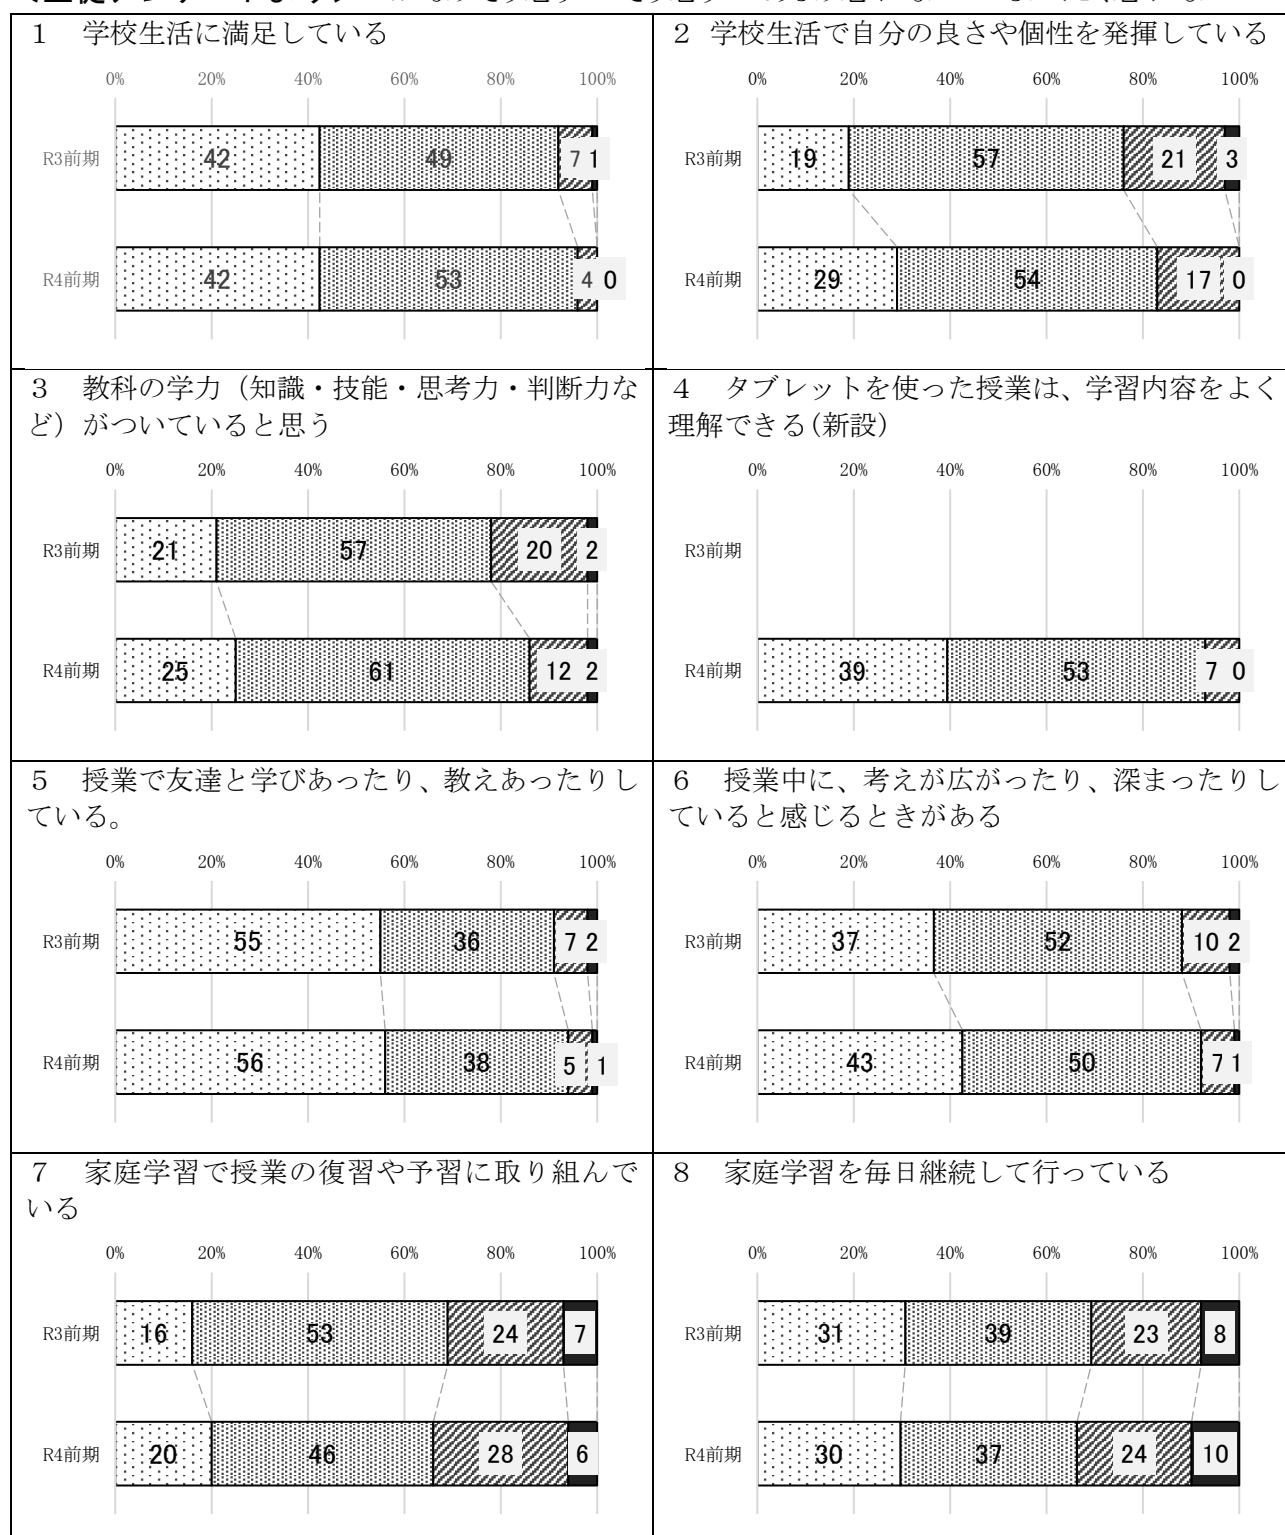 1　学校生活に満足している
0% 20% 40% 60% 80% 100%
R3前期 42 49 7 1
R4前期 42 53 4 0
2 学校生活で自分の良さや個性を発揮している
0% 20% 40% 60% 80% 100%
R3前期 19 57 21 3
R4前期 29 54 17 0
3　教科の学力（知識・技能・思考力・判断力な
ど）がついていると思う
0% 20% 40% 60% 80% 100%
R3前期 21 57 20 2
R4前期 25 61 12 2
4　タブレットを使った授業は、学習内容をよく
理解できる(新設）
0% 20% 40% 60% 80% 100%
R3前期
R4前期 39 53 7 0
5　授業で友達と学びあったり、教えあったりし
ている。
0% 20% 40% 60% 80% 100%
R3前期 55 36 7 2
R4前期 56 38 5 1
6　授業中に、考えが広がったり、深まったりし
ていると感じるときがある
0% 20% 40% 60% 80% 100%
R3前期 37 52 10 2
R4前期 43 50 7 1
7　家庭学習で授業の復習や予習に取り組んで
いる
0% 20% 40% 60% 80% 100%
R3前期 16 53 24 7
R4前期 20 46 28 6
8　家庭学習を毎日継続して行っている
0% 20% 40% 60% 80% 100%
R3前期 31 39 23 8
R4前期 30 37 24 10